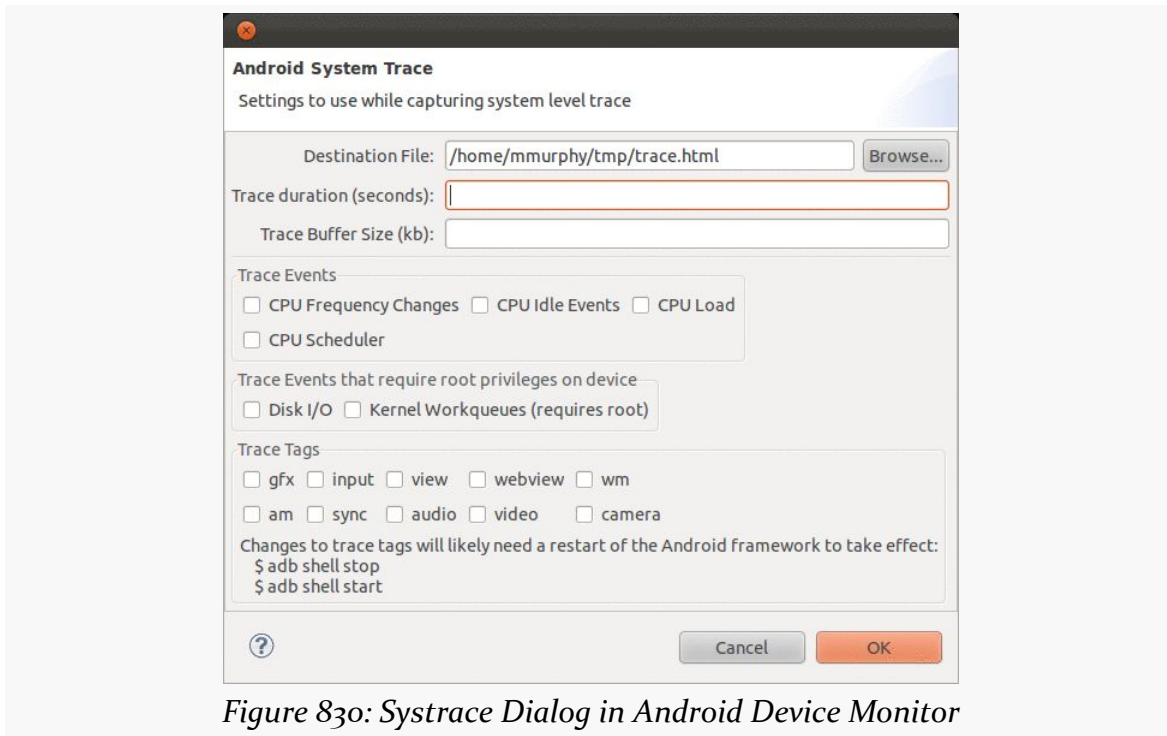 Android System Trace
Settings to use while capturing system level trace
Destination File: /home/mmurphy/tmp/trace.html Browse...
Trace duration (seconds):
Trace Buffer Size (kb):
Trace Events
CPU Frequency Changes CPU Idle Events CPU Load
CPU Scheduler
Trace Events that require root privileges on device
Disk I/O Kernel Workqueues (requires root)
Trace Tags
gfx input view webview wm
am sync audio video camera
Changes to trace tags will likely need a restart of the Android framework to take effect:
$ adb shell stop
$ adb shell start
? Cancel OK
Figure 830: Systrace Dialog in Android Device Monitor